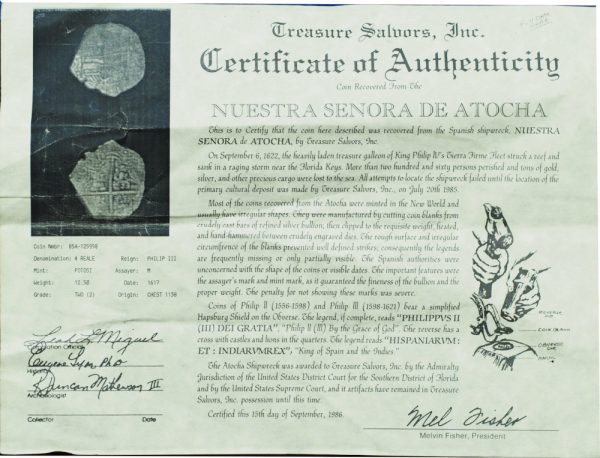 Treasure Salvors, Inc.
Certificate of Authenticity
Coin Recovered From The
NUESTRA SENORA DE ATOCHA
This is to Certify that the coin here described was recovered from the Spanish shipwreck, NUESTRA
SENORA de ATOCHA, by Treasure Salvors, Inc.
On September 6, 1622, the heavily laden treasure galleon of King Philip IV's Tierra Firme Fleet struck a reef and
sank in a raging storm near the Florida Keys. More than two hundred and sixty persons perished and tons of gold,
silver, and other precious cargo were lost to the sea. All attempts to locate the shipwreck failed until the location of the
primary cultural deposit was made by Treasure Salvors, Inc., on July 20th 1985.
Most of the coins recovered from the Atocha were minted in the New World and
usually have irregular shapes. They were manufactured by cutting coin blanks from
crudely cast bars of refined silver bullion; then clipped to the requisite weight, heated,
and hand-hammered between crudely engraved dies. The rough surface and irregular
circumfrence of the blanks prevented well defined strikes; consequently the legends
are frequently missing or only partially visible. The Spanish authorities were
unconcerned with the shape of the coins or visible dates. The important features were
the assayer's mark and mint mark, as it guaranteed the fineness of the bullion and the
proper weight. The penalty for not showing these marks was severe.
Coins of Philip II (1556-1598) and Philip III (1598-1621) bear a simplified
Hapsburg Shield on the Obverse. The legend, if complete, reads "PHILIPPVS II
(III) DEI GRATIA", "Philip II (III) By the Grace of God". The reverse has a
cross with castles and lions in the quarters. The legend reads "HISPANIARVM :
ET : INDIARVMREX", "King of Spain and the Indies."
The Atocha Shipwreck was awarded to Treasure Salvors, Inc. by the Admiralty
Jurisdiction of the United States District Court for the Southern District of Florida
and by the United States Supreme Court, and it artifacts have remained in Treasure
Salvors, Inc. possession until this time.
Certified this 15th day of September, 1986.
Mel Fisher
Melvin Fisher, President
Coin Nmbr: 85A-125998
Denomination: 4 REALE Reign: PHILIP III
Mint: POTOSI Assayer: M
Weight: 12.50 Date: 1617
Grade: TWO (2) Origin: CHEST 1130
Eugene Lyon PhD
R. Duncan Mathewson III
Archaeologist
Collector Date
REVERSE DIE
COIN BLANK
OBVERSE DIE
ANVIL